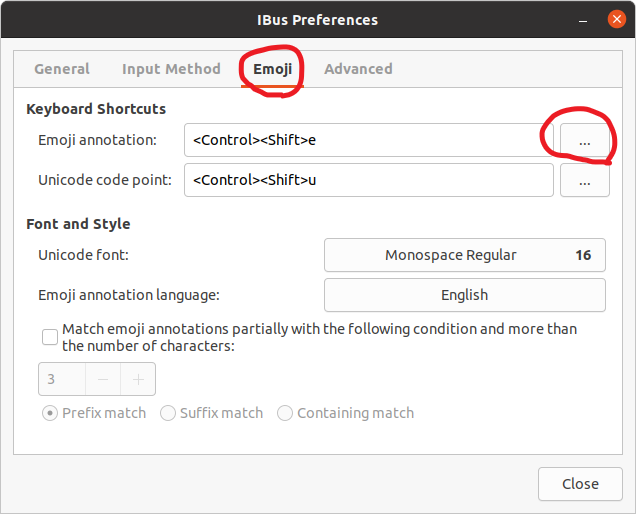 IBus Preferences
General Input Method Emoji Advanced
Keyboard Shortcuts
Emoji annotation: <Control><Shift>e ...
Unicode code point: <Control><Shift>u ...
Font and Style
Unicode font: Monospace Regular 16
Emoji annotation language: English
Match emoji annotations partially with the following condition and more than
the number of characters:
3 − +
Prefix match Suffix match Containing match
Close